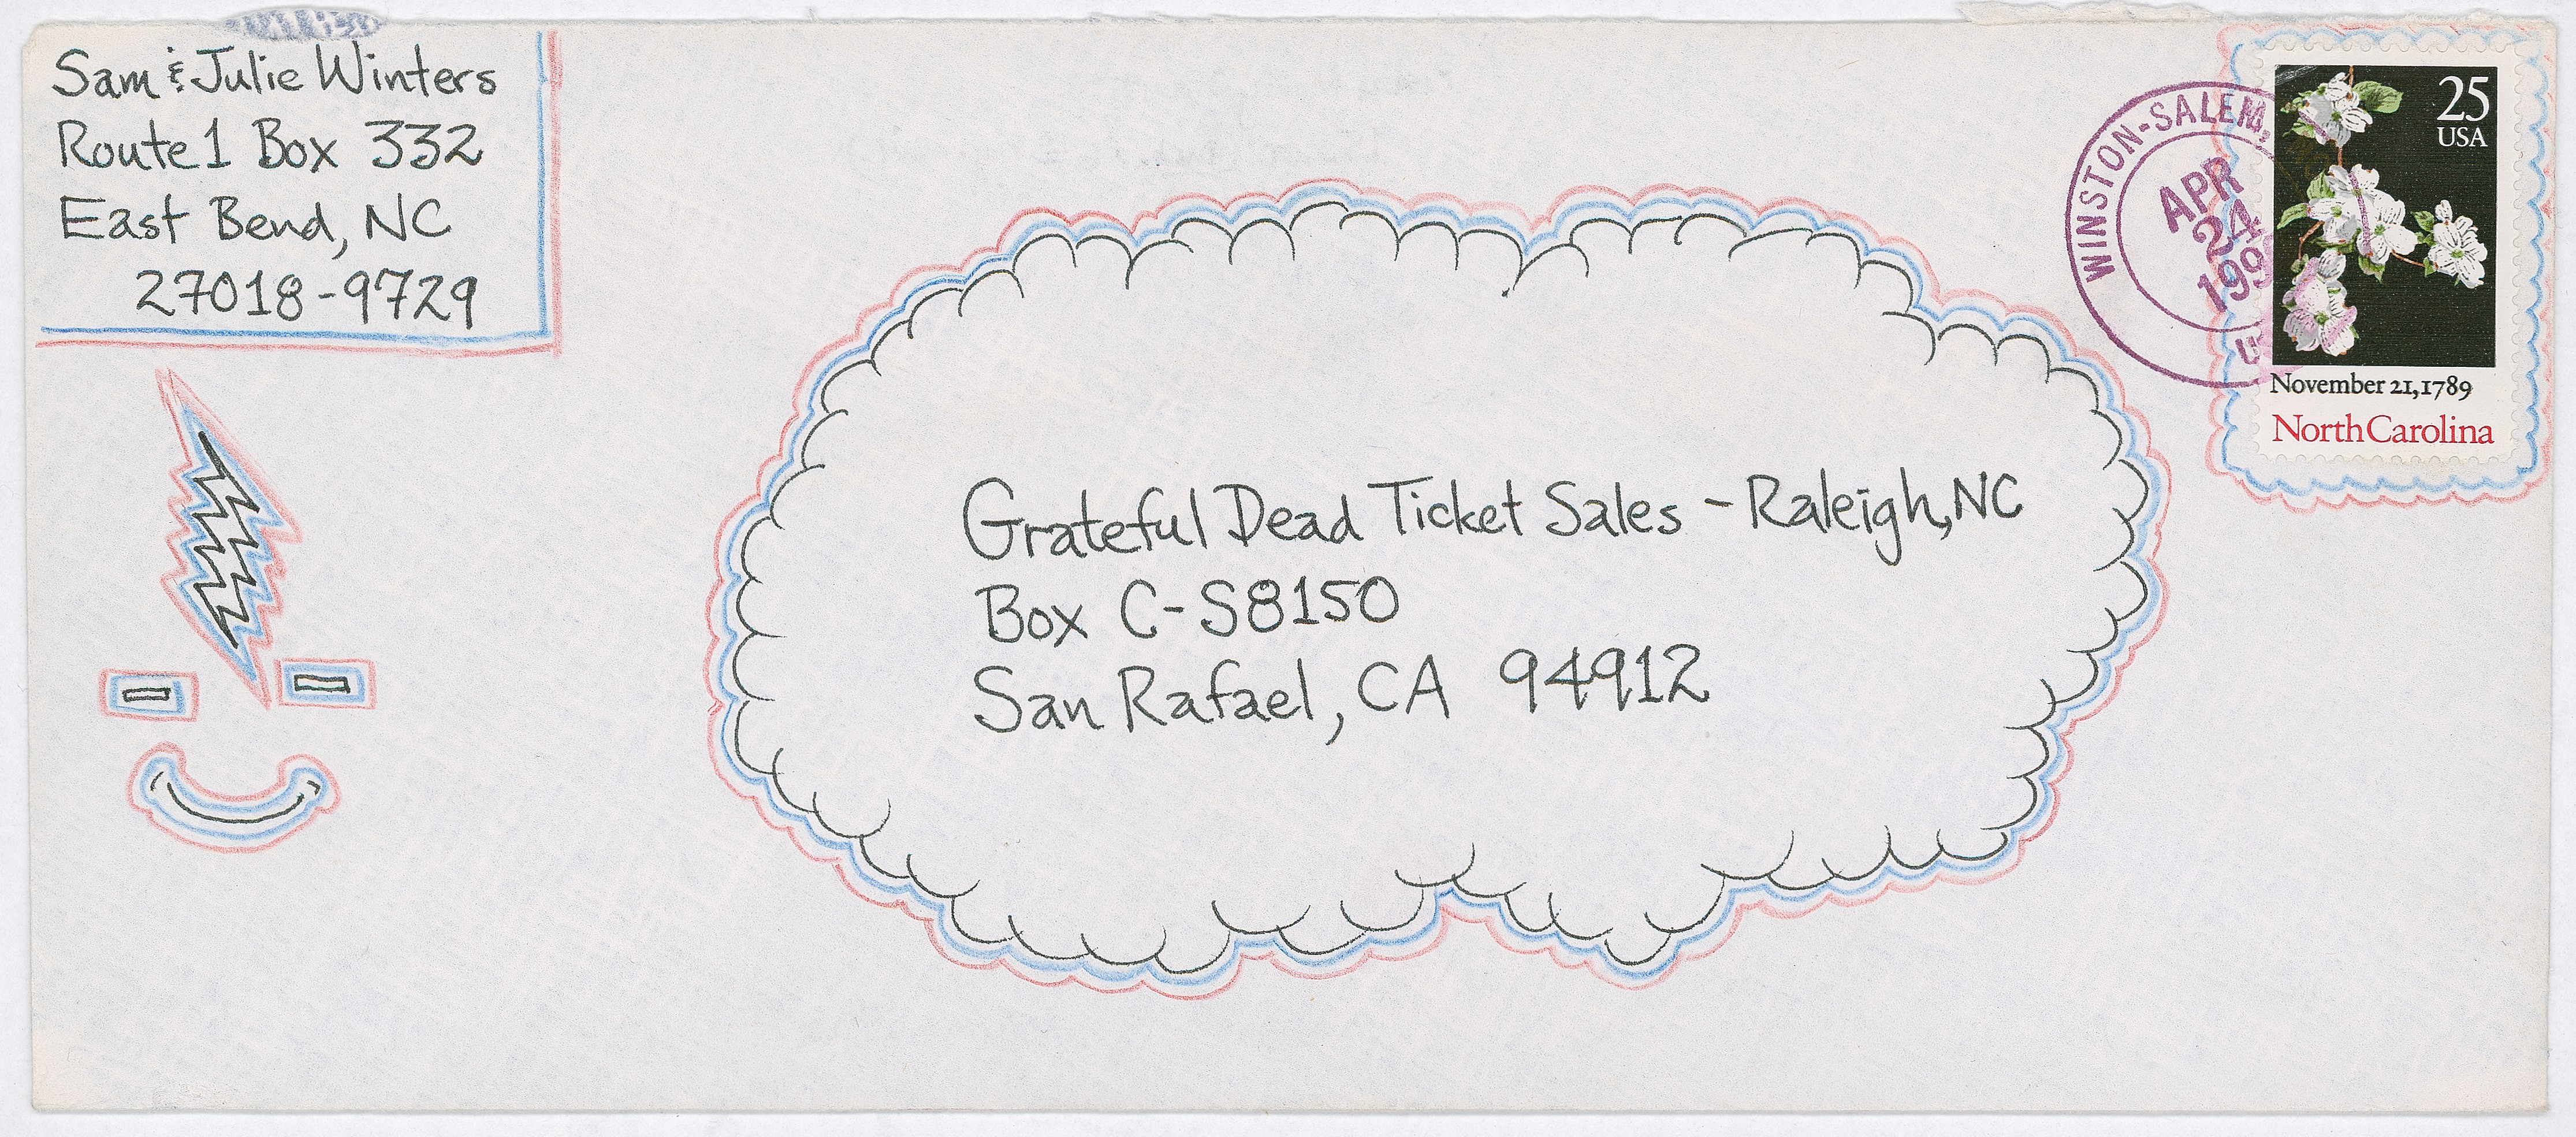 Sam & Julie Winters
Route 1 Box 332
East Bend, NC
27018-9729
WINSTON-SALEM,
APR
24
199
U
25
USA
November 21, 1789
North Carolina
Grateful Dead Ticket Sales - Raleigh, NC
Box C-S8150
San Rafael, CA 94912